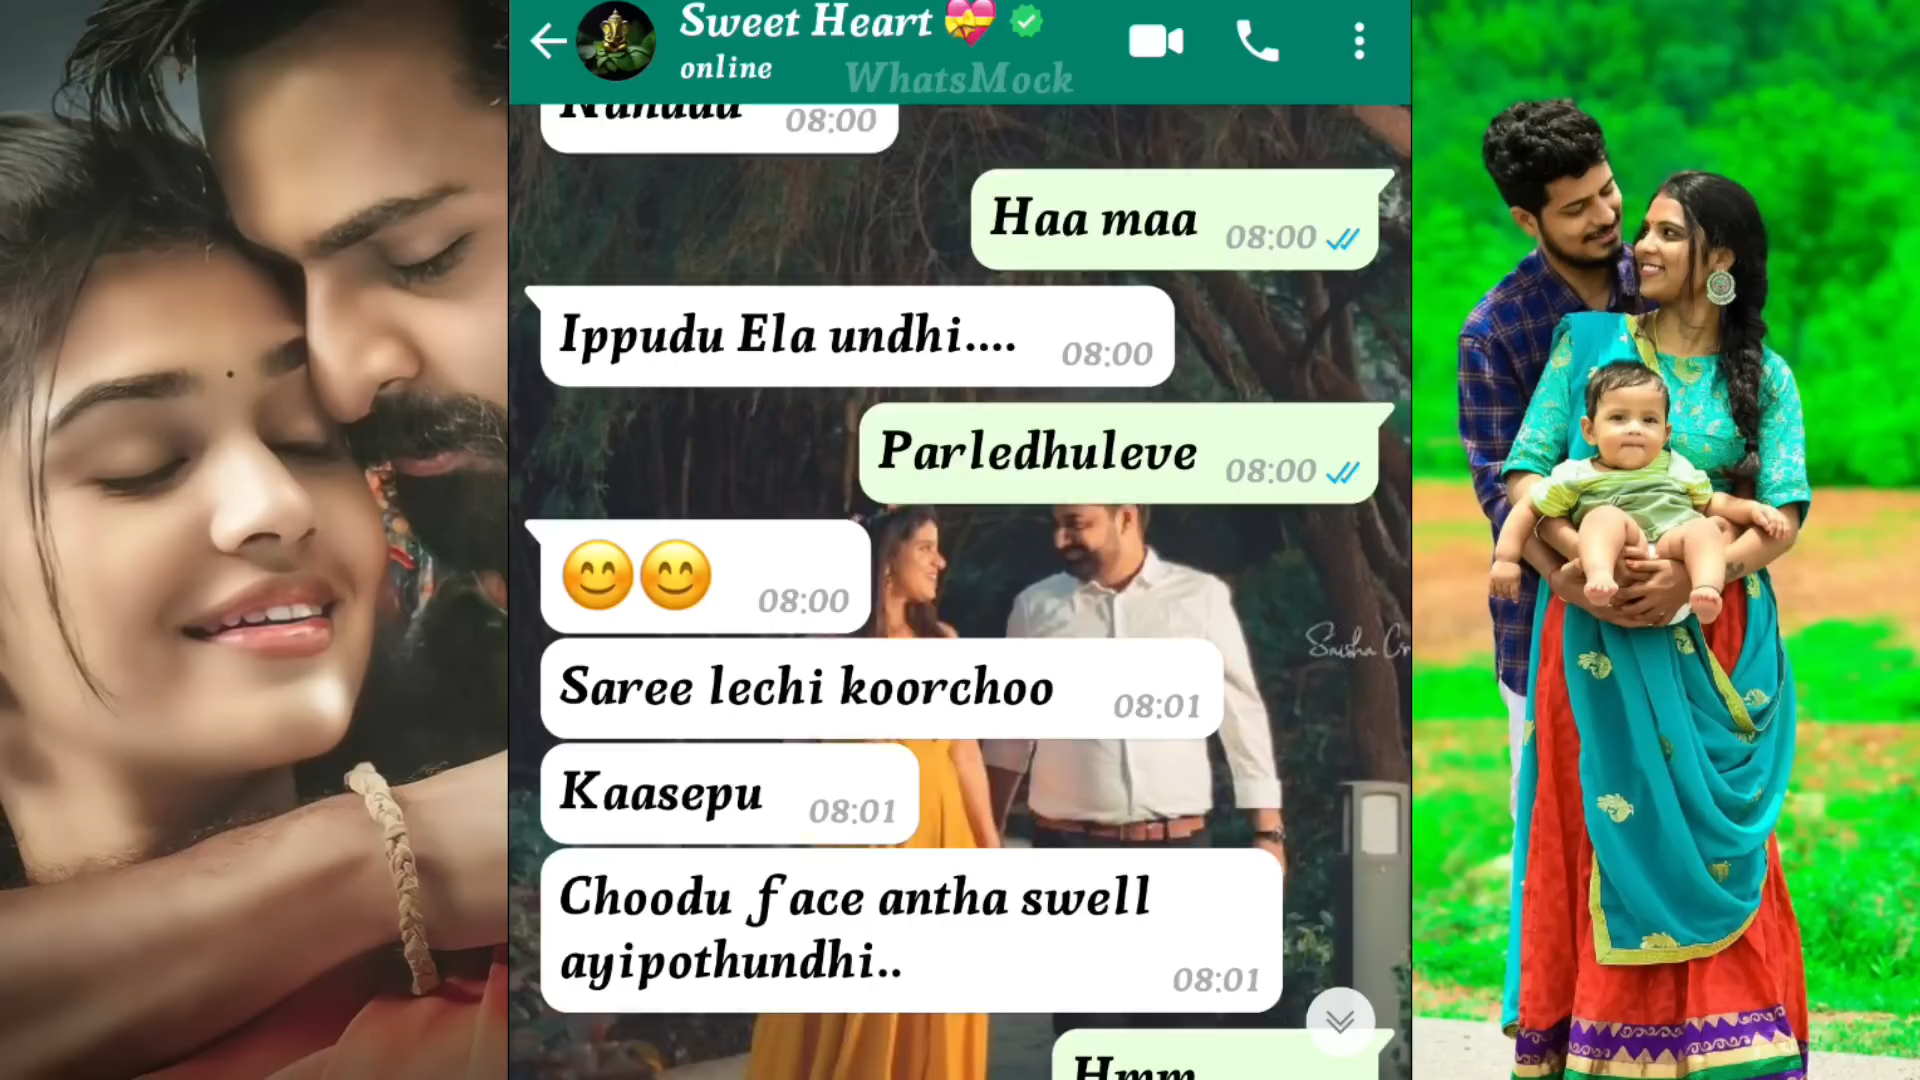 Sweet Heart 💝
online
WhatsMock
08:00
Haa maa 08:00
Ippudu Ela undhi.... 08:00
Parledhuleve 08:00
😊😊 08:00
Saree lechi koorchoo 08:01
Kaasepu 08:01
Choodu face antha swell
ayipothundhi.. 08:01
Hmm